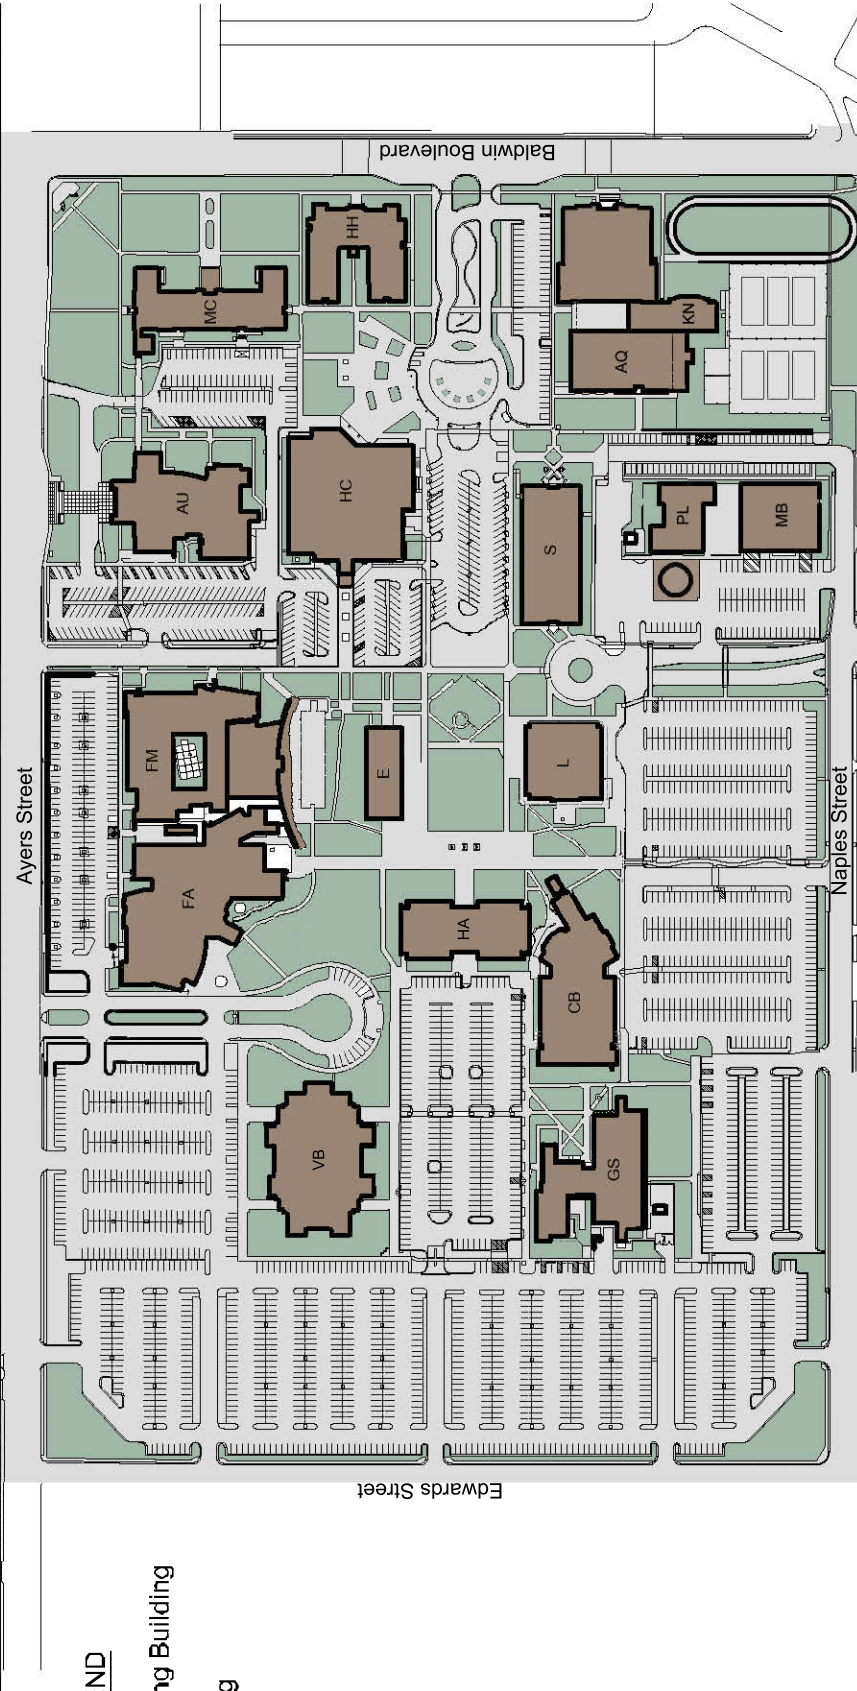 Baldwin Boulevard
HH
MC
KN
AQ
AU
HC
S
PL
MB
FM
E
L
Ayers Street
Naples Street
FA
HA
CB
VB
GS
Edwards Street
ND
ng Building
g